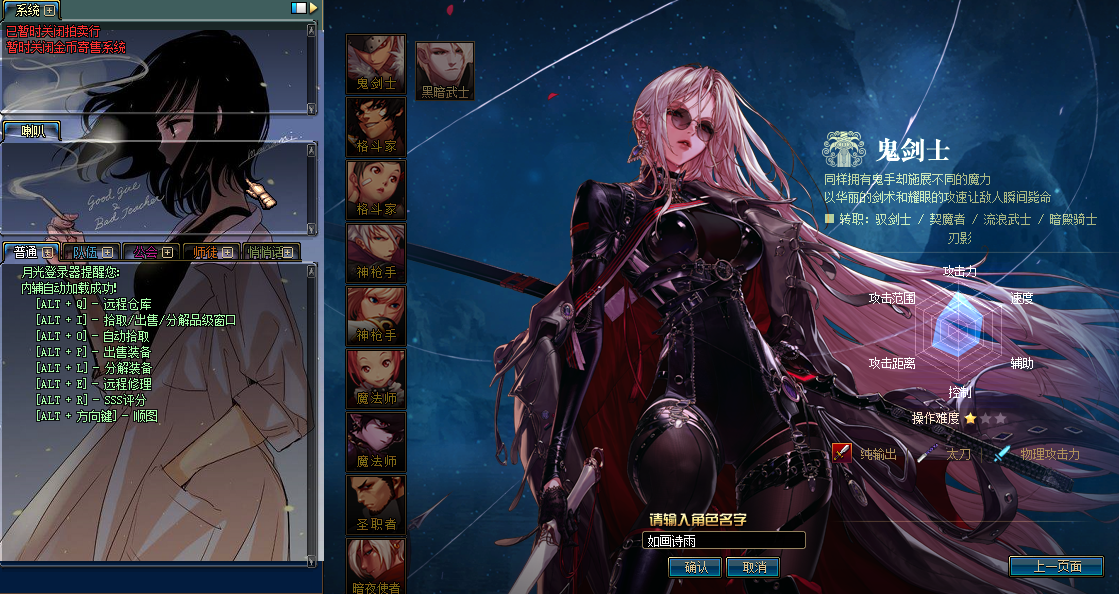 系统
已暂时关闭拍卖行
暂时关闭金币寄售系统
喇叭
Good girl
& Bad Teacher
普通 队伍 公会 师徒 悄悄话
月光登录器提醒您:
内辅自动加载成功!
[ALT + Q] - 远程仓库
[ALT + I] - 拾取/出售/分解品级窗口
[ALT + O] - 自动拾取
[ALT + P] - 出售装备
[ALT + L] - 分解装备
[ALT + E] - 远程修理
[ALT + R] - SSS评分
[ALT + 方向键] - 顺图
鬼剑士
黑暗武士
格斗家
格斗家
神枪手
神枪手
魔法师
魔法师
圣职者
暗夜使者
鬼剑士
同样拥有鬼手却施展不同的魔力
以华丽的剑术和耀眼的攻速让敌人瞬间毙命
转职: 驭剑士 / 契魔者 / 流浪武士 / 暗殿骑士
刃影
攻击力
攻击范围
速度
攻击距离
辅助
控制
操作难度
纯输出
太刀
物理攻击力
请输入角色名字
如画诗雨
确认
取消
上一页面